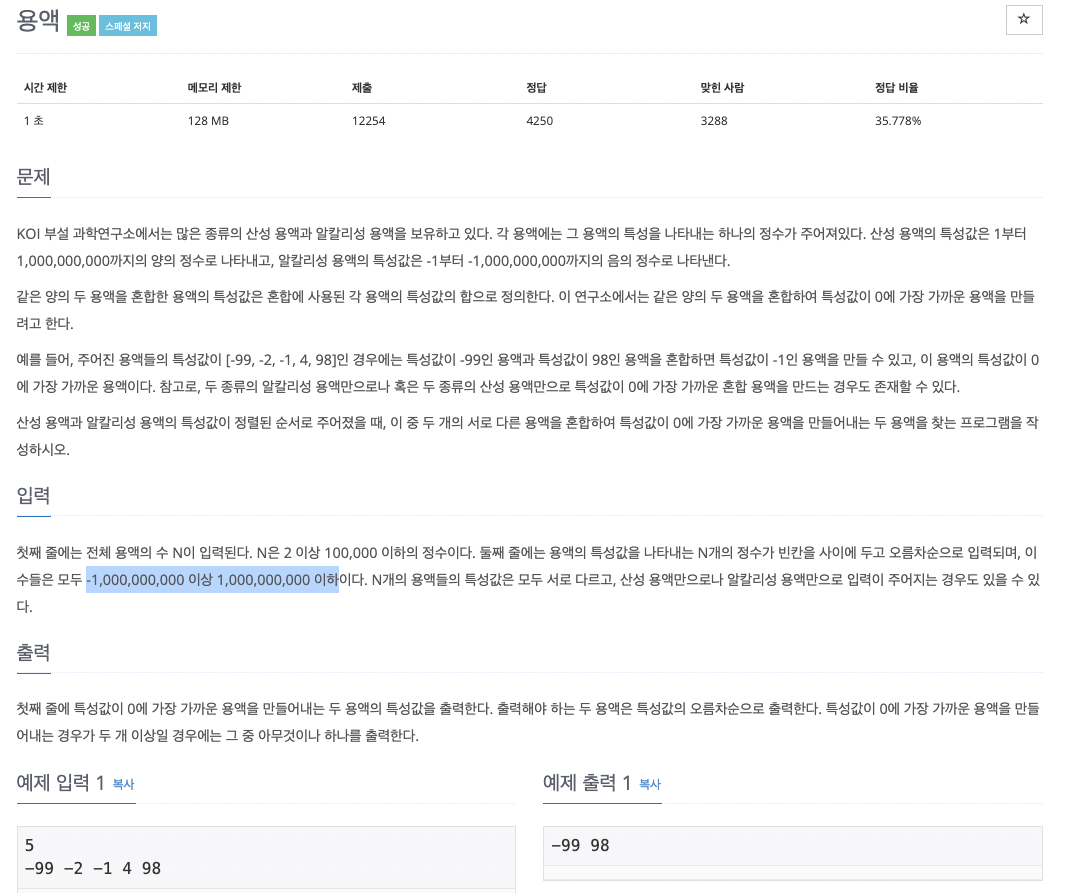 용액 성공 스페셜 저지
☆
시간 제한 메모리 제한 제출 정답 맞힌 사람 정답 비율
1 초 128 MB 12254 4250 3288 35.778%
문제
KOI 부설 과학연구소에서는 많은 종류의 산성 용액과 알칼리성 용액을 보유하고 있다. 각 용액에는 그 용액의 특성을 나타내는 하나의 정수가 주어져있다. 산성 용액의 특성값은 1부터
1,000,000,000까지의 양의 정수로 나타내고, 알칼리성 용액의 특성값은 -1부터 -1,000,000,000까지의 음의 정수로 나타낸다.
같은 양의 두 용액을 혼합한 용액의 특성값은 혼합에 사용된 각 용액의 특성값의 합으로 정의한다. 이 연구소에서는 같은 양의 두 용액을 혼합하여 특성값이 0에 가장 가까운 용액을 만들
려고 한다.
예를 들어, 주어진 용액들의 특성값이 [-99, -2, -1, 4, 98]인 경우에는 특성값이 -99인 용액과 특성값이 98인 용액을 혼합하면 특성값이 -1인 용액을 만들 수 있고, 이 용액의 특성값이 0
에 가장 가까운 용액이다. 참고로, 두 종류의 알칼리성 용액만으로나 혹은 두 종류의 산성 용액만으로 특성값이 0에 가장 가까운 혼합 용액을 만드는 경우도 존재할 수 있다.
산성 용액과 알칼리성 용액의 특성값이 정렬된 순서로 주어졌을 때, 이 중 두 개의 서로 다른 용액을 혼합하여 특성값이 0에 가장 가까운 용액을 만들어내는 두 용액을 찾는 프로그램을 작
성하시오.
입력
첫째 줄에는 전체 용액의 수 N이 입력된다. N은 2 이상 100,000 이하의 정수이다. 둘째 줄에는 용액의 특성값을 나타내는 N개의 정수가 빈칸을 사이에 두고 오름차순으로 입력되며, 이
수들은 모두 -1,000,000,000 이상 1,000,000,000 이하이다. N개의 용액들의 특성값은 모두 서로 다르고, 산성 용액만으로나 알칼리성 용액만으로 입력이 주어지는 경우도 있을 수 있
다.
출력
첫째 줄에 특성값이 0에 가장 가까운 용액을 만들어내는 두 용액의 특성값을 출력한다. 출력해야 하는 두 용액은 특성값의 오름차순으로 출력한다. 특성값이 0에 가장 가까운 용액을 만들
어내는 경우가 두 개 이상일 경우에는 그 중 아무것이나 하나를 출력한다.
예제 입력 1 복사
5
-99 -2 -1 4 98
예제 출력 1 복사
-99 98